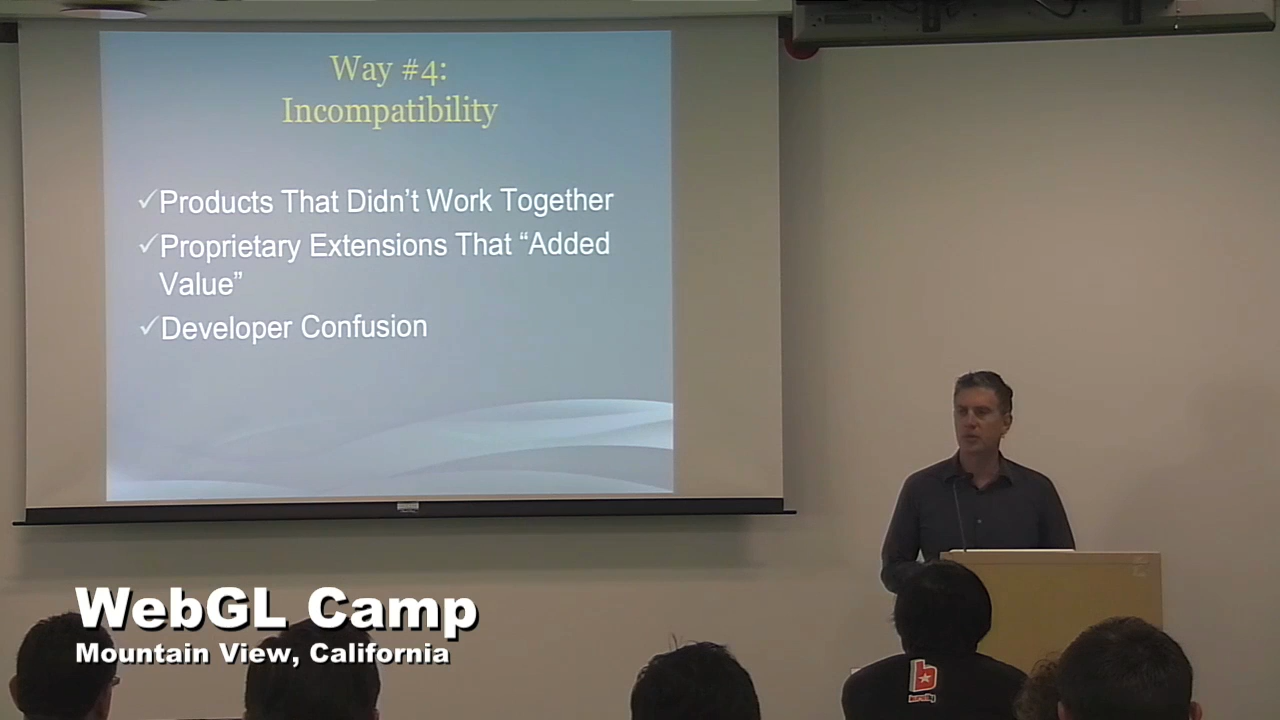 Way #4:
Incompatibility
✓Products That Didn't Work Together
✓Proprietary Extensions That “Added
Value”
✓Developer Confusion
WebGL Camp
Mountain View, California
b